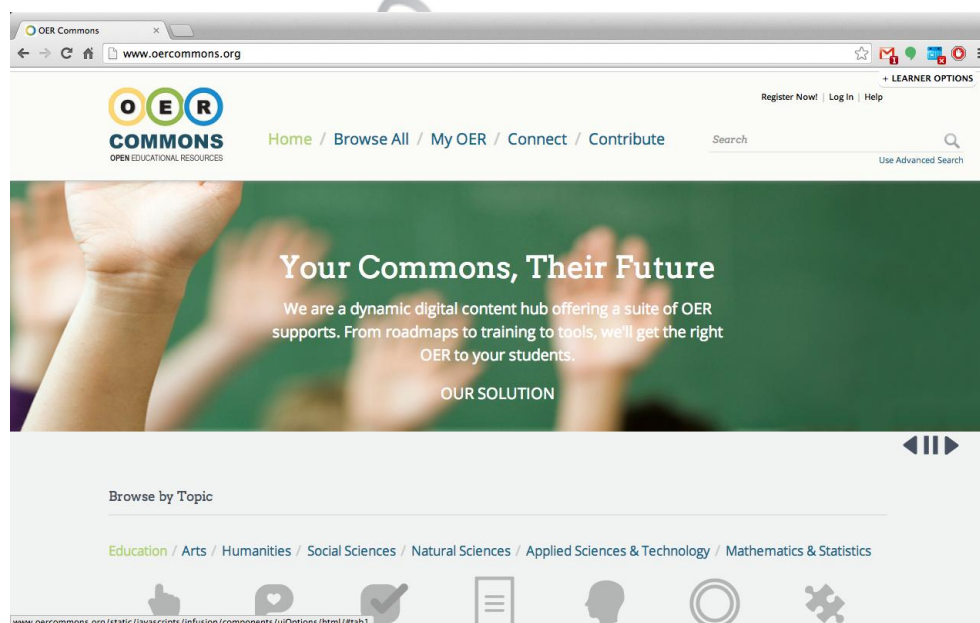 OER Commons
www.oercommons.org
+ LEARNER OPTIONS
Register Now! | Log In | Help
O E R
COMMONS
OPEN EDUCATIONAL RESOURCES
Home / Browse All / My OER / Connect / Contribute
Search
Use Advanced Search
Your Commons, Their Future
We are a dynamic digital content hub offering a suite of OER
supports. From roadmaps to training to tools, we'll get the right
OER to your students.
OUR SOLUTION
Browse by Topic
Education / Arts / Humanities / Social Sciences / Natural Sciences / Applied Sciences & Technology / Mathematics & Statistics
www.oercommons.org/static/javascripts/infusion/components/uiOptions/html/#tab1